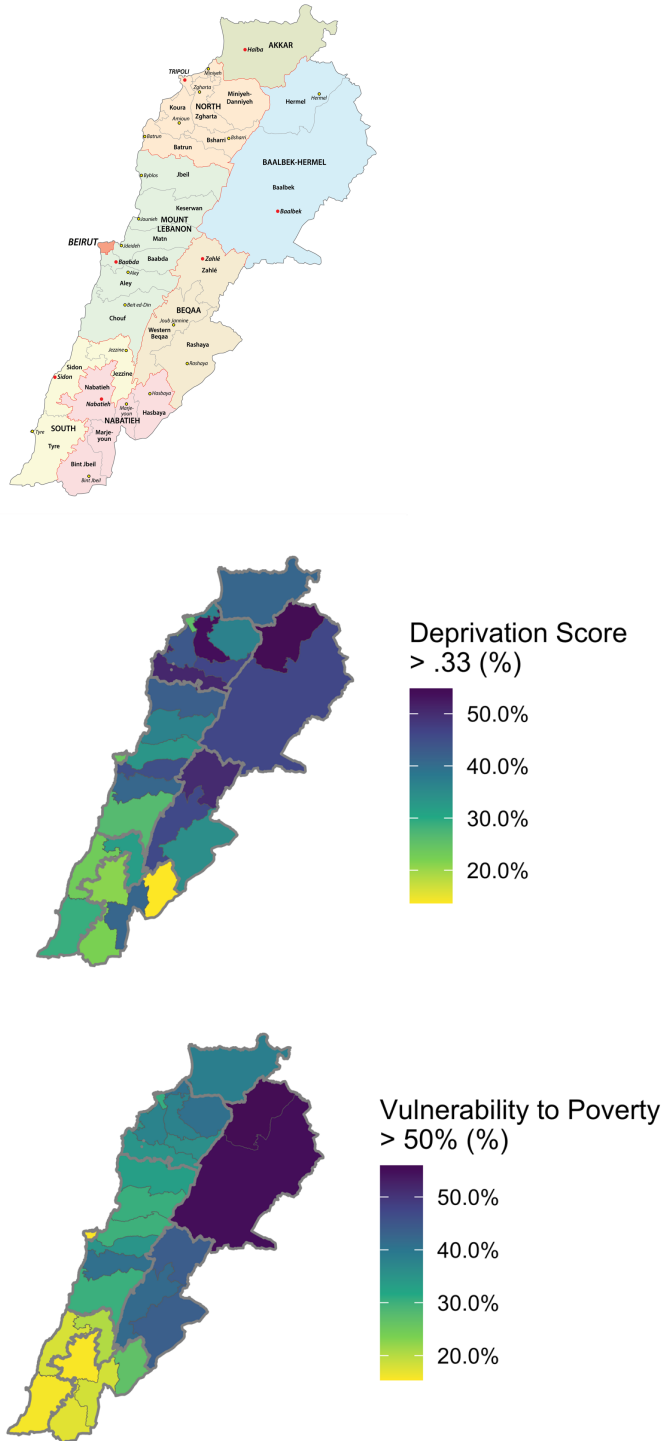 AKKAR
Halba
TRIPOLI
Miniyeh
Zgharta
Miniyeh-
Danniyeh
Hermel
Hermel
Koura
NORTH
Zgharta
Amioun
Batrun
Bsharri
Bsharri
Batrun
BAALBEK-HERMEL
Jbeil
Byblos
Baalbek
Keserwan
Baalbek
Jaunieh
MOUNT
LEBANON
Matn
BEIRUT
Jdeideh
Baabda
Baabda
Zahlé
Zahlé
Aley
Aley
Beit ed-Din
BEQAA
Chouf
Joub Jannine
Western
Beqaa
Rashaya
Jezzine
Rashaya
Sidon
Jezzine
Sidon
Nabatieh
Hasbaya
Nabatieh
Marje-
youn
Hasbaya
NABATIEH
SOUTH
Tyre
Marje-
youn
Tyre
Bint Jbeil
Bint Jbeil
Deprivation Score
> .33 (%)
50.0%
40.0%
30.0%
20.0%
Vulnerability to Poverty
> 50% (%)
50.0%
40.0%
30.0%
20.0%